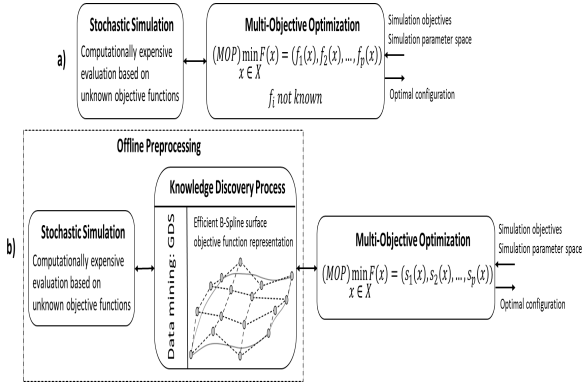 a)
Stochastic Simulation
Computationally expensive
evaluation based on
unknown objective functions
Multi-Objective Optimization
(MOP) min F(x) = (f₁(x), f₂(x), ..., fₚ(x))
x ∈ X
fᵢ not known
Simulation objectives
Simulation parameter space
Optimal configuration
b)
Offline Preprocessing
Stochastic Simulation
Computationally expensive
evaluation based on
unknown objective functions
Knowledge Discovery Process
Data mining: GDS
Efficient B-Spline surface
objective function representation
Multi-Objective Optimization
(MOP) min F(x) = (s₁(x), s₂(x), ..., sₚ(x))
x ∈ X
Simulation objectives
Simulation parameter space
Optimal configuration